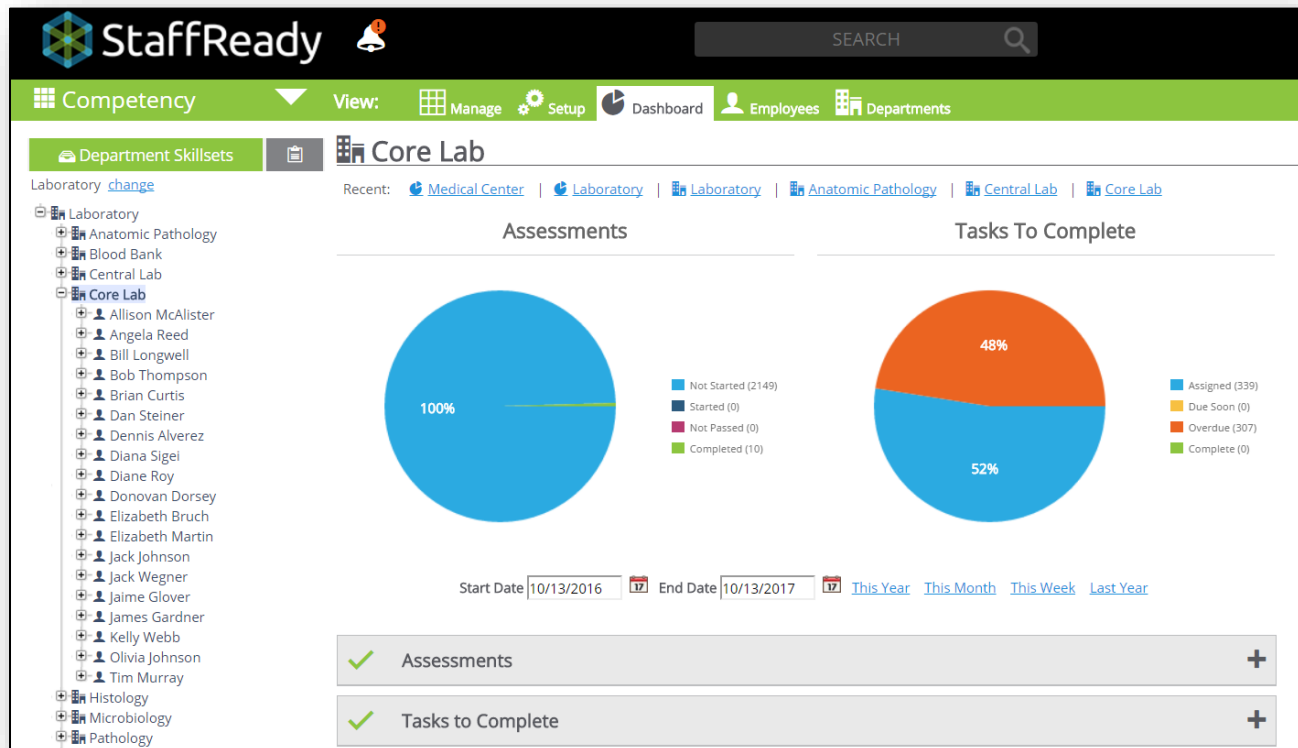 StaffReady
SEARCH
Competency
View:
Manage
Setup
Dashboard
Employees
Departments
Department Skillsets
Core Lab
Laboratory change
Recent: Medical Center | Laboratory | Laboratory | Anatomic Pathology | Central Lab | Core Lab
Laboratory
Anatomic Pathology
Blood Bank
Central Lab
Core Lab
Allison McAlister
Angela Reed
Bill Longwell
Bob Thompson
Brian Curtis
Dan Steiner
Dennis Alverez
Diana Sigei
Diane Roy
Donovan Dorsey
Elizabeth Bruch
Elizabeth Martin
Jack Johnson
Jack Wegner
Jaime Glover
James Gardner
Kelly Webb
Olivia Johnson
Tim Murray
Histology
Microbiology
Pathology
Assessments
100%
Not Started (2149)
Started (0)
Not Passed (0)
Completed (10)
Tasks To Complete
48%
52%
Assigned (339)
Due Soon (0)
Overdue (307)
Complete (0)
Start Date 10/13/2016 17 End Date 10/13/2017 17 This Year This Month This Week Last Year
Assessments
Tasks to Complete